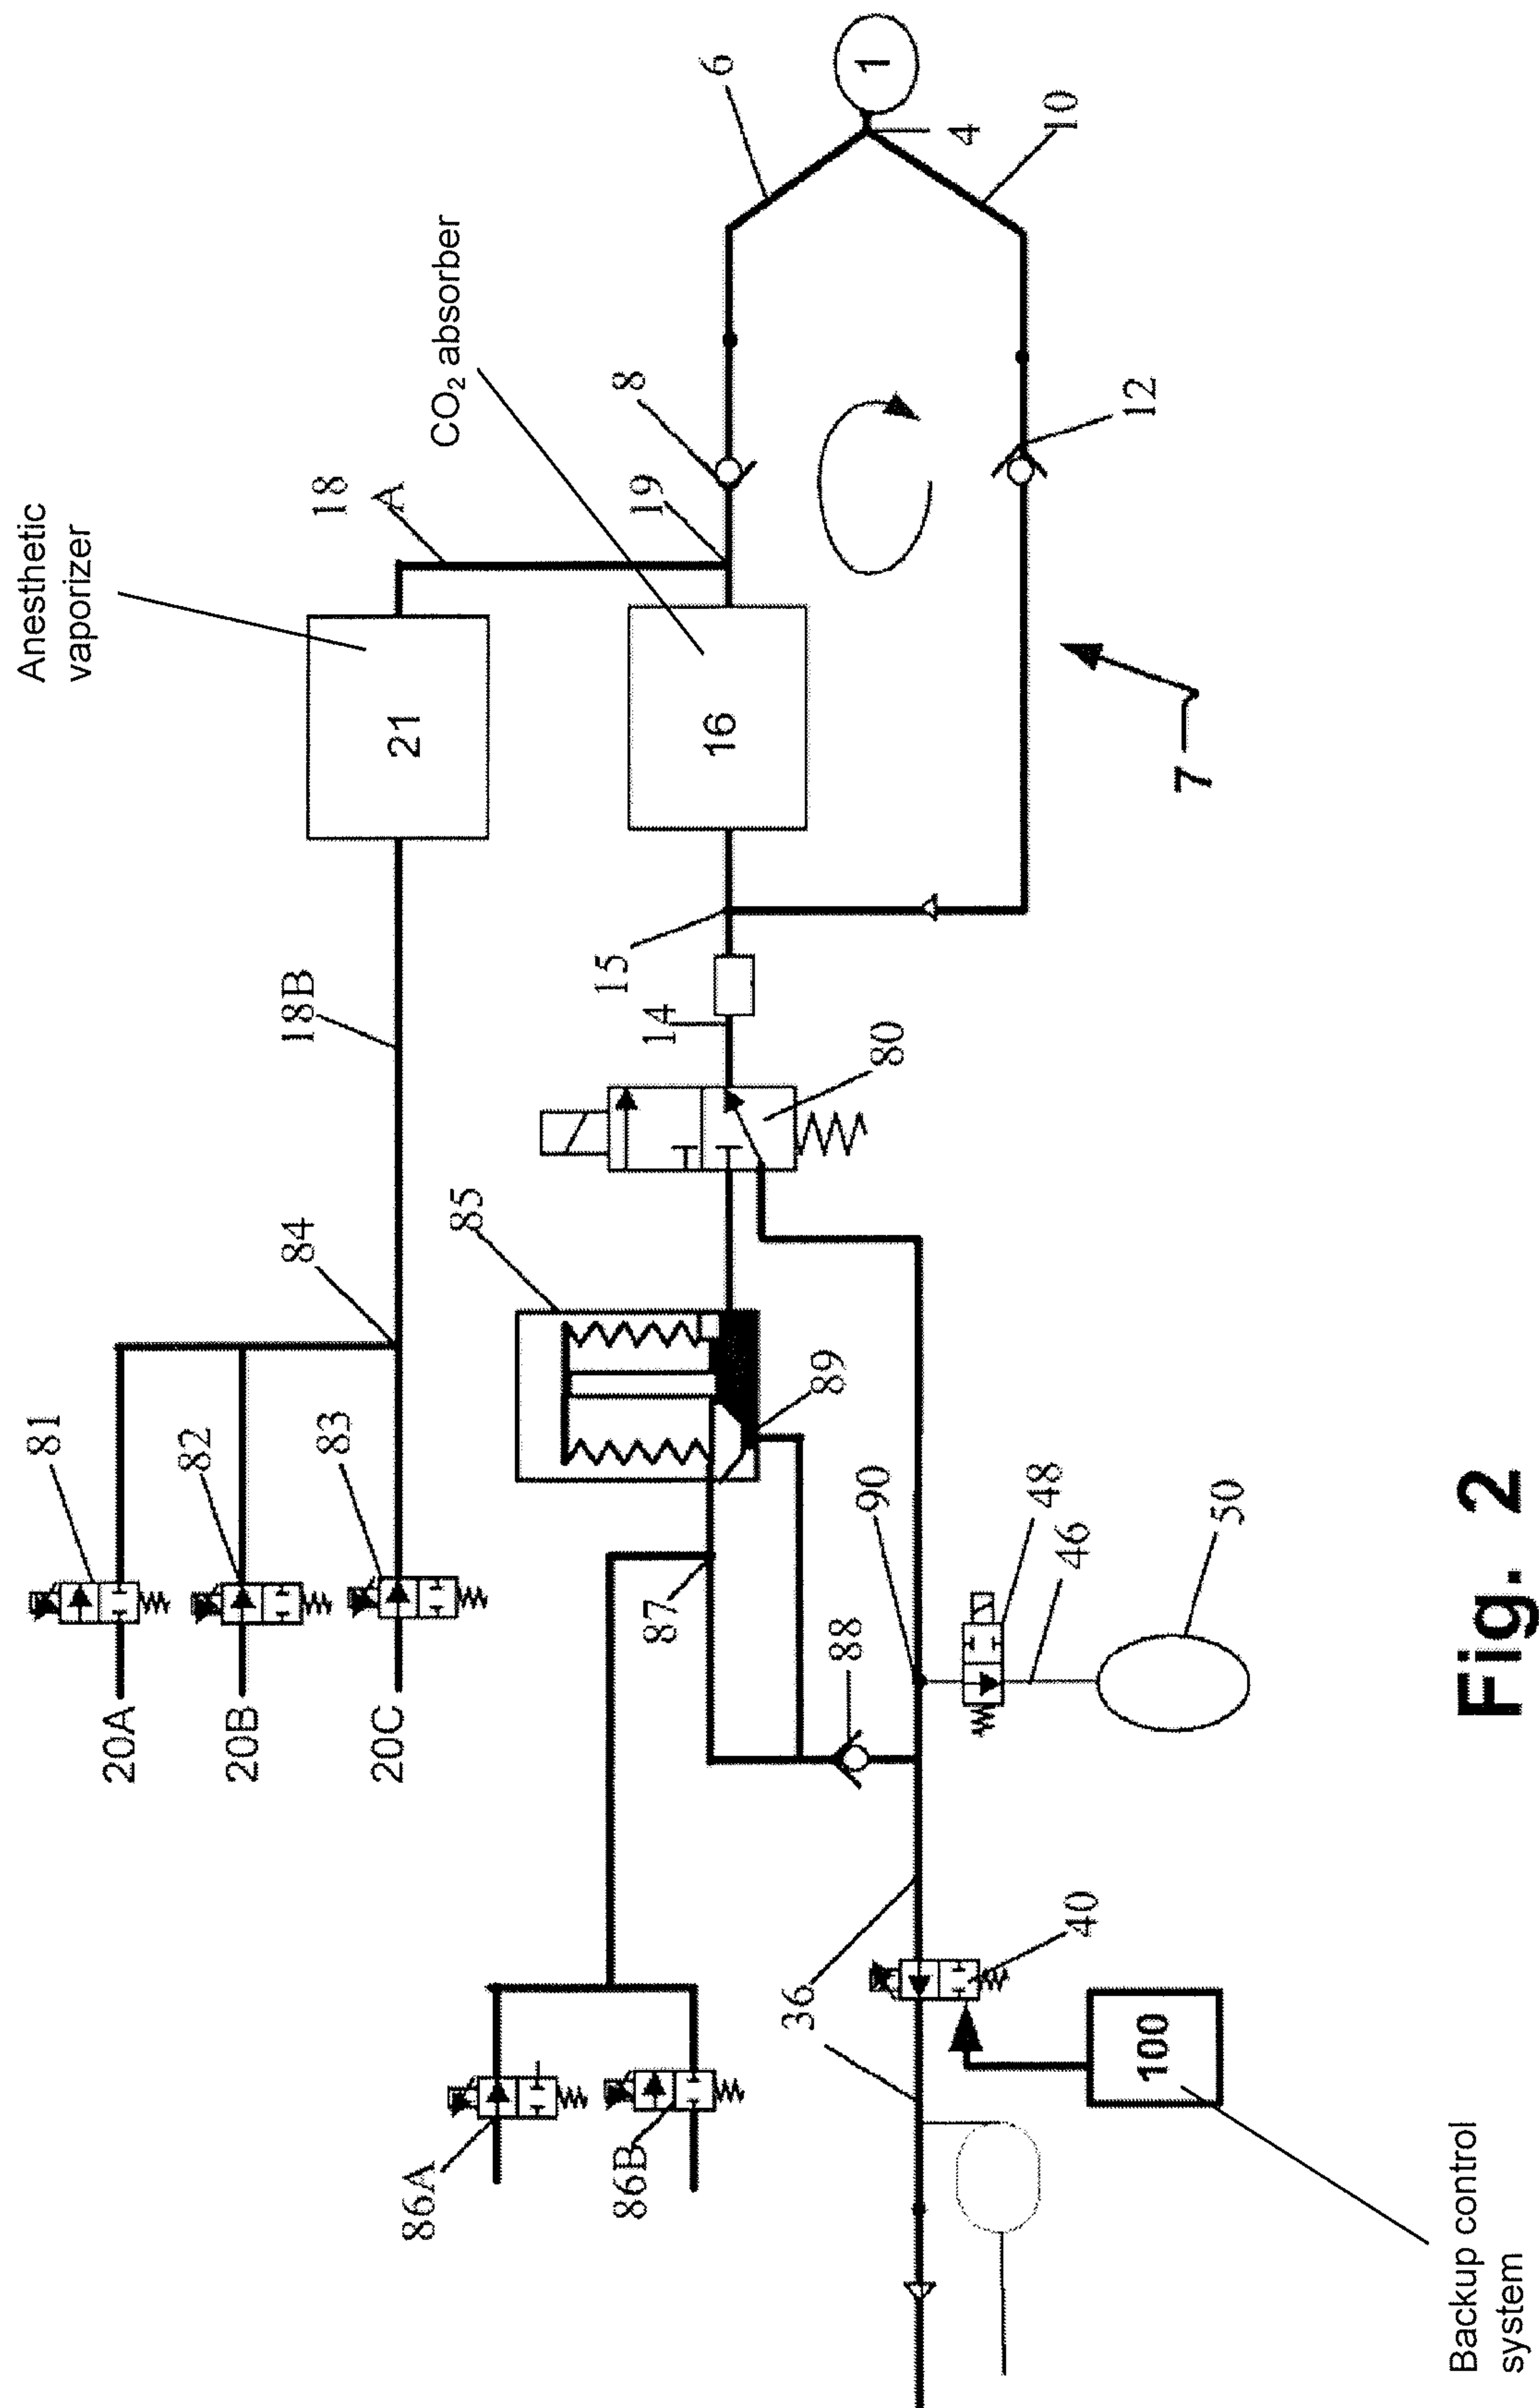 Anesthetic
vaporizer
CO₂ absorber
18
A
19
8
6
1
4
10
12
7
21
16
18B
15
14
80
84
85
89
81
82
83
20A
20B
20C
87
88
90
48
46
50
86A
86B
36
40
100
Backup control
system
Fig. 2